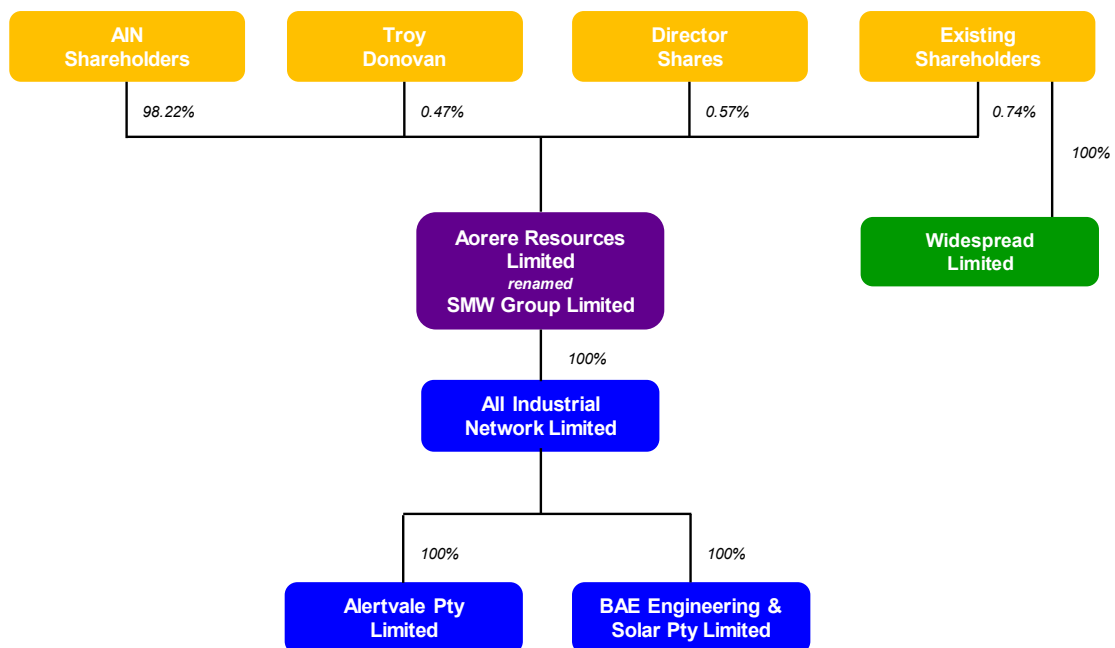 AIN
Shareholders
Troy
Donovan
Director
Shares
Existing
Shareholders
98.22%
0.47%
0.57%
0.74%
100%
Aorere Resources
Limited
renamed
SMW Group Limited
Widespread
Limited
100%
All Industrial
Network Limited
100%
100%
Alertvale Pty
Limited
BAE Engineering &
Solar Pty Limited